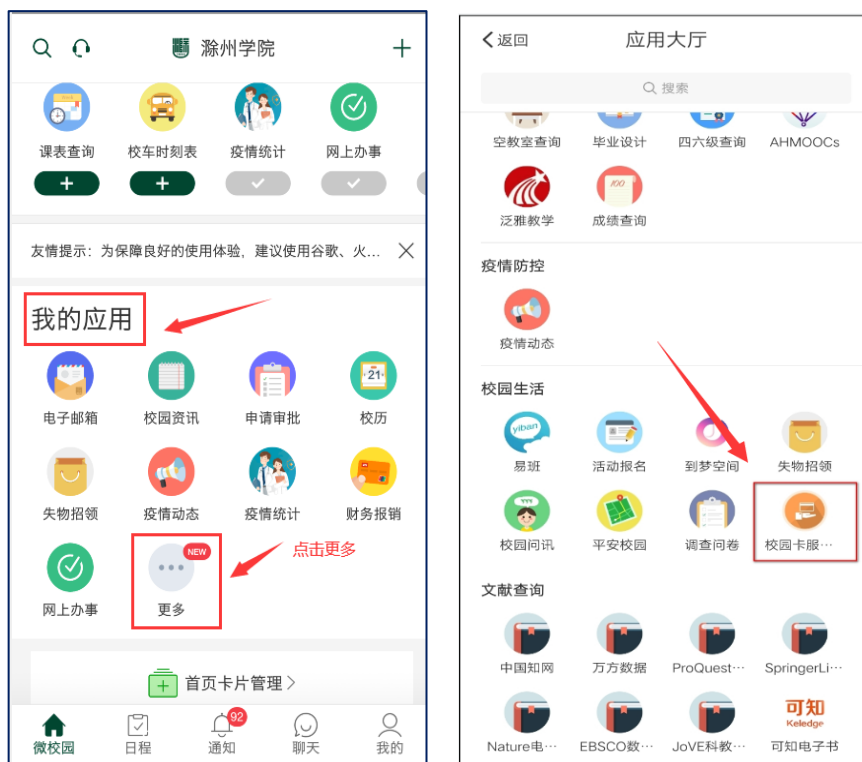 滁州学院
课表查询 校车时刻表 疫情统计 网上办事
友情提示：为保障良好的使用体验，建议使用谷歌、火...
我的应用
21
电子邮箱 校园资讯 申请审批 校历
失物招领 疫情动态 疫情统计 财务报销
NEW
点击更多
网上办事 更多
首页卡片管理
92
微校园 日程 通知 聊天 我的
返回 应用大厅
搜索
空教室查询 毕业设计 四六级查询 AHMOOCs
100
泛雅教学 成绩查询
疫情防控
疫情动态
校园生活
yiban
易班 活动报名 到梦空间 失物招领
校园问讯 平安校园 调查问卷 校园卡服…
文献查询
中国知网 万方数据 ProQuest… SpringerLi…
可知
Keledge
Nature电… EBSCO数… JoVE科教… 可知电子书